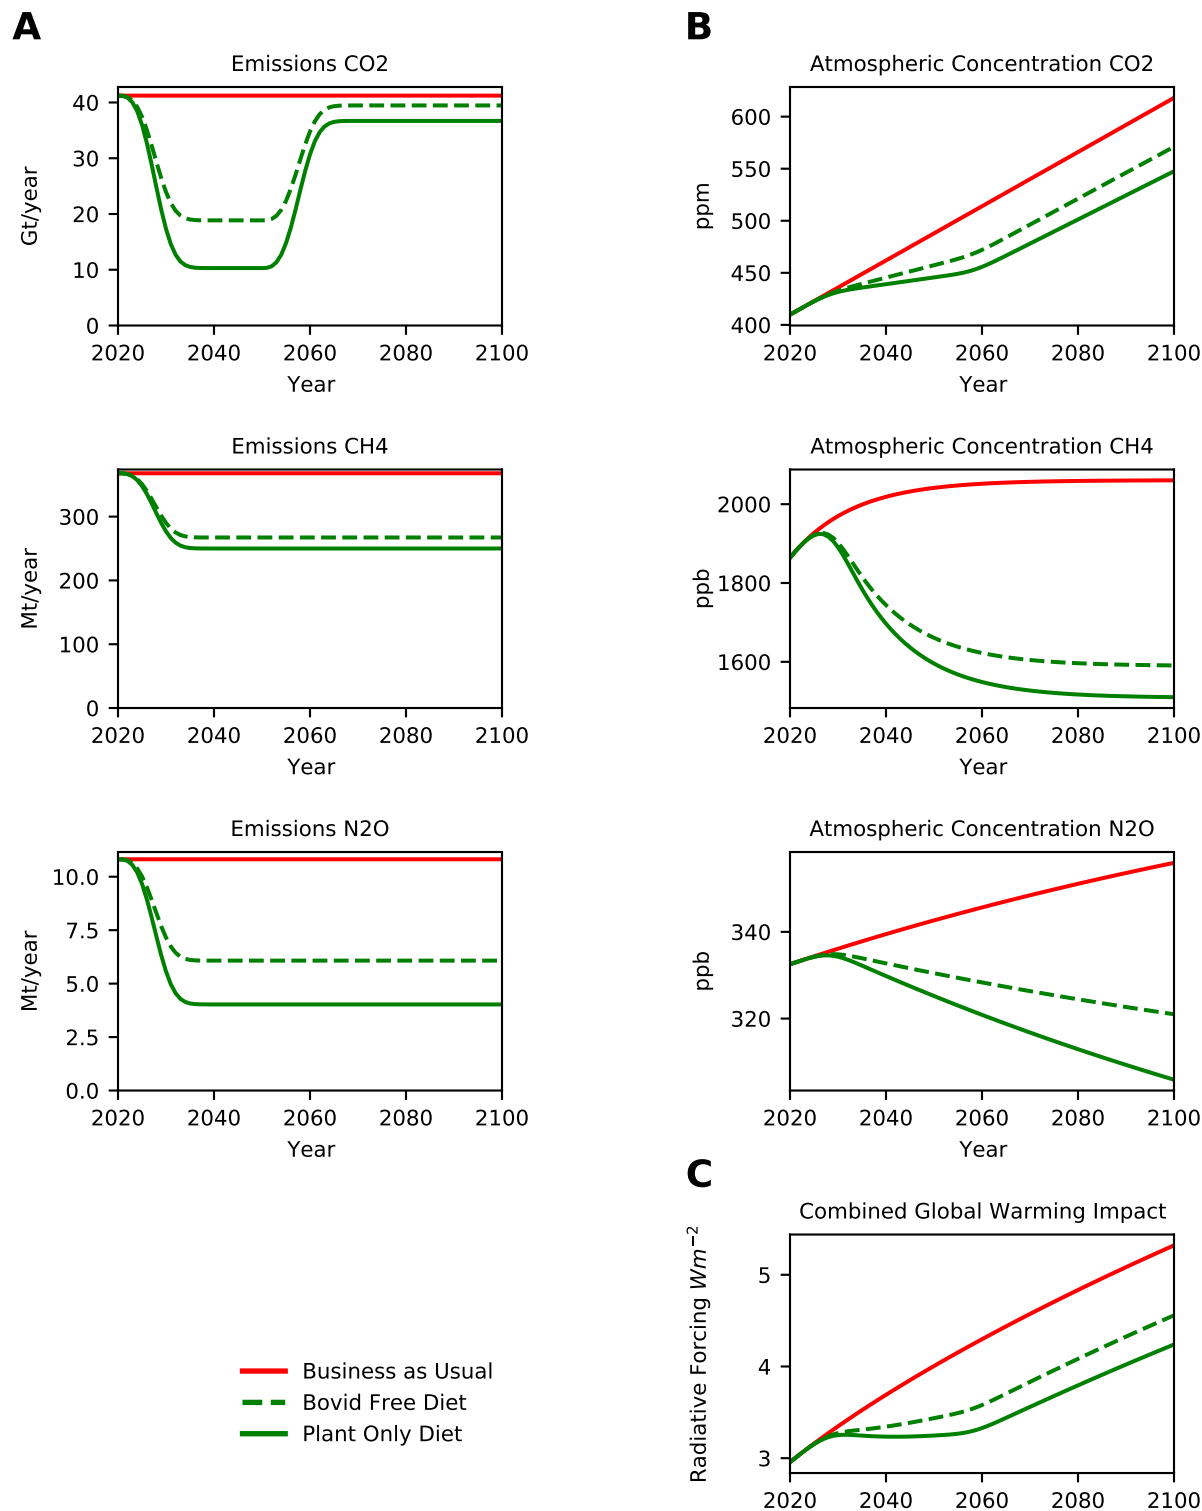 A
Emissions CO2
Gt/year
40
30
20
10
0
2020 2040 2060 2080 2100
Year
B
Atmospheric Concentration CO2
ppm
600
550
500
450
400
2020 2040 2060 2080 2100
Year
Emissions CH4
Mt/year
300
200
100
0
2020 2040 2060 2080 2100
Year
Atmospheric Concentration CH4
ppb
2000
1800
1600
2020 2040 2060 2080 2100
Year
Emissions N2O
Mt/year
10.0
7.5
5.0
2.5
0.0
2020 2040 2060 2080 2100
Year
Atmospheric Concentration N2O
ppb
340
320
2020 2040 2060 2080 2100
Year
C
Combined Global Warming Impact
Radiative Forcing Wm⁻²
5
4
3
2020 2040 2060 2080 2100
Business as Usual
Bovid Free Diet
Plant Only Diet